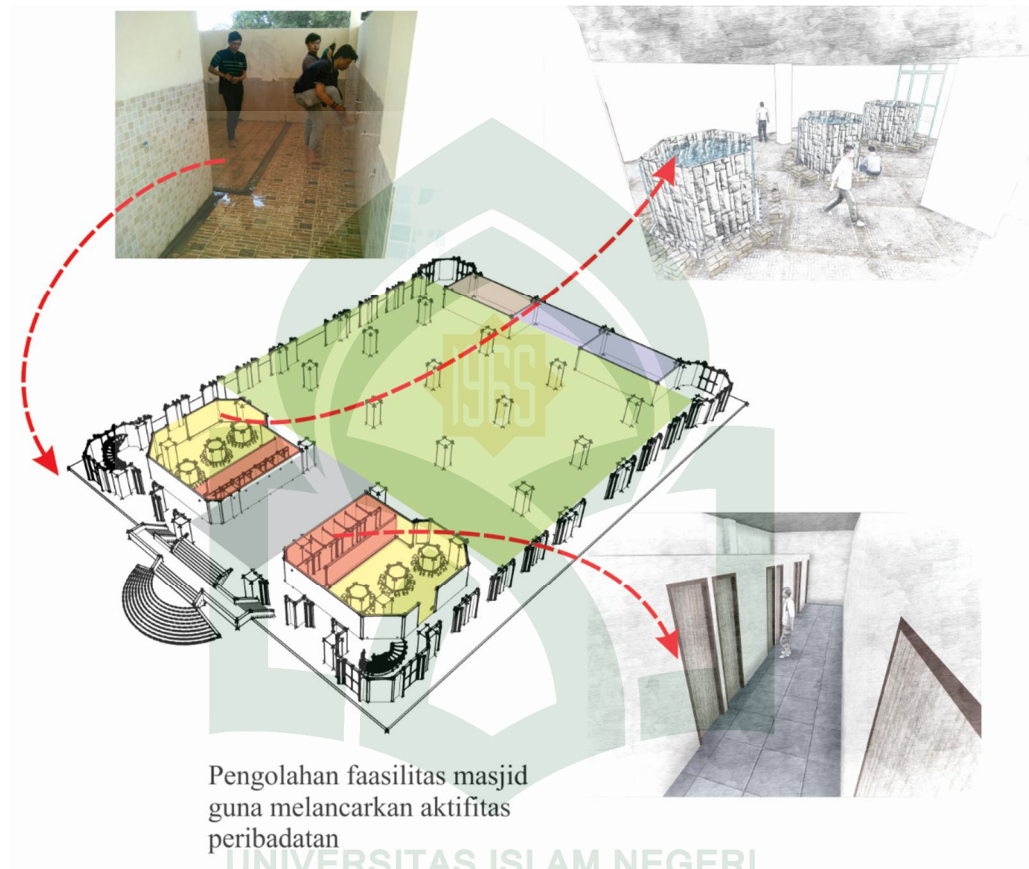 1965
Pengolahan faasilitas masjid
guna melancarkan aktifitas
peribadatan
UNIVERSITAS ISLAM NEGERI